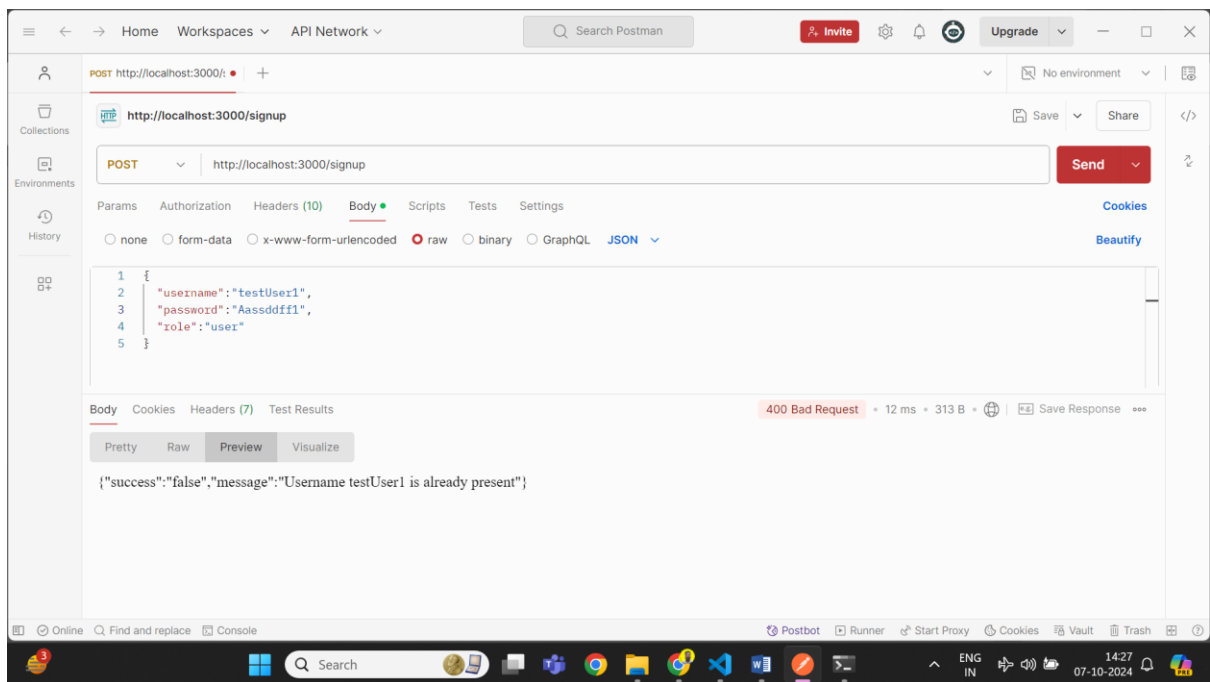 Home Workspaces API Network Search Postman Invite Upgrade
POST http://localhost:3000/s No environment
HTTP http://localhost:3000/signup Save Share
Collections
POST http://localhost:3000/signup Send
Environments
Params Authorization Headers (10) Body Scripts Tests Settings Cookies
History
none form-data x-www-form-urlencoded raw binary GraphQL JSON Beautify
1 {
2 "username":"testUser1",
3 "password":"Aassddff1",
4 "role":"user"
5 }
Body Cookies Headers (7) Test Results 400 Bad Request 12 ms 313 B Save Response
Pretty Raw Preview Visualize
{"success":"false","message":"Username testUser1 is already present"}
Online Find and replace Console Postbot Runner Start Proxy Cookies Vault Trash
3 Search ENG 14:27
IN 07-10-2024 PRE